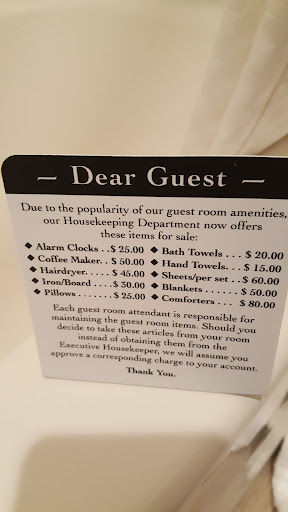 — Dear Guest —
Due to the popularity of our guest room amenities,
our Housekeeping Department now offers
these items for sale:
◆ Alarm Clocks . . $ 25.00 ◆ Bath Towels . . . $ 20.00
◆ Coffee Maker. . $ 50.00 ◆ Hand Towels. . . $ 15.00
◆ Hairdryer. . . . . . $ 45.00 ◆ Sheets/per set . . $ 60.00
◆ Iron/Board . . . . $ 30.00 ◆ Blankets . . . . . . . $ 50.00
◆ Pillows . . . . . . . $ 25.00 ◆ Comforters . . . $ 80.00
Each guest room attendant is responsible for
maintaining the guest room items. Should you
decide to take these articles from your room
instead of obtaining them from the
Executive Housekeeper, we will assume you
approve a corresponding charge to your account.
Thank You.